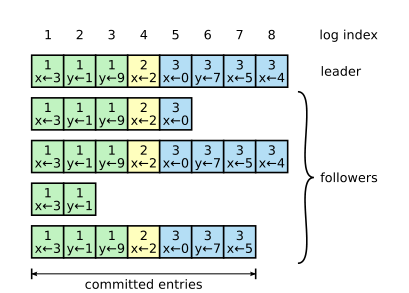 1 2 3 4 5 6 7 8 log index
1 1 1 2 3 3 3 3
x←3 y←1 y←9 x←2 x←0 y←7 x←5 x←4
leader
1 1 1 2 3
x←3 y←1 y←9 x←2 x←0
1 1 1 2 3 3 3 3
x←3 y←1 y←9 x←2 x←0 y←7 x←5 x←4
followers
1 1
x←3 y←1
1 1 1 2 3 3 3
x←3 y←1 y←9 x←2 x←0 y←7 x←5
committed entries